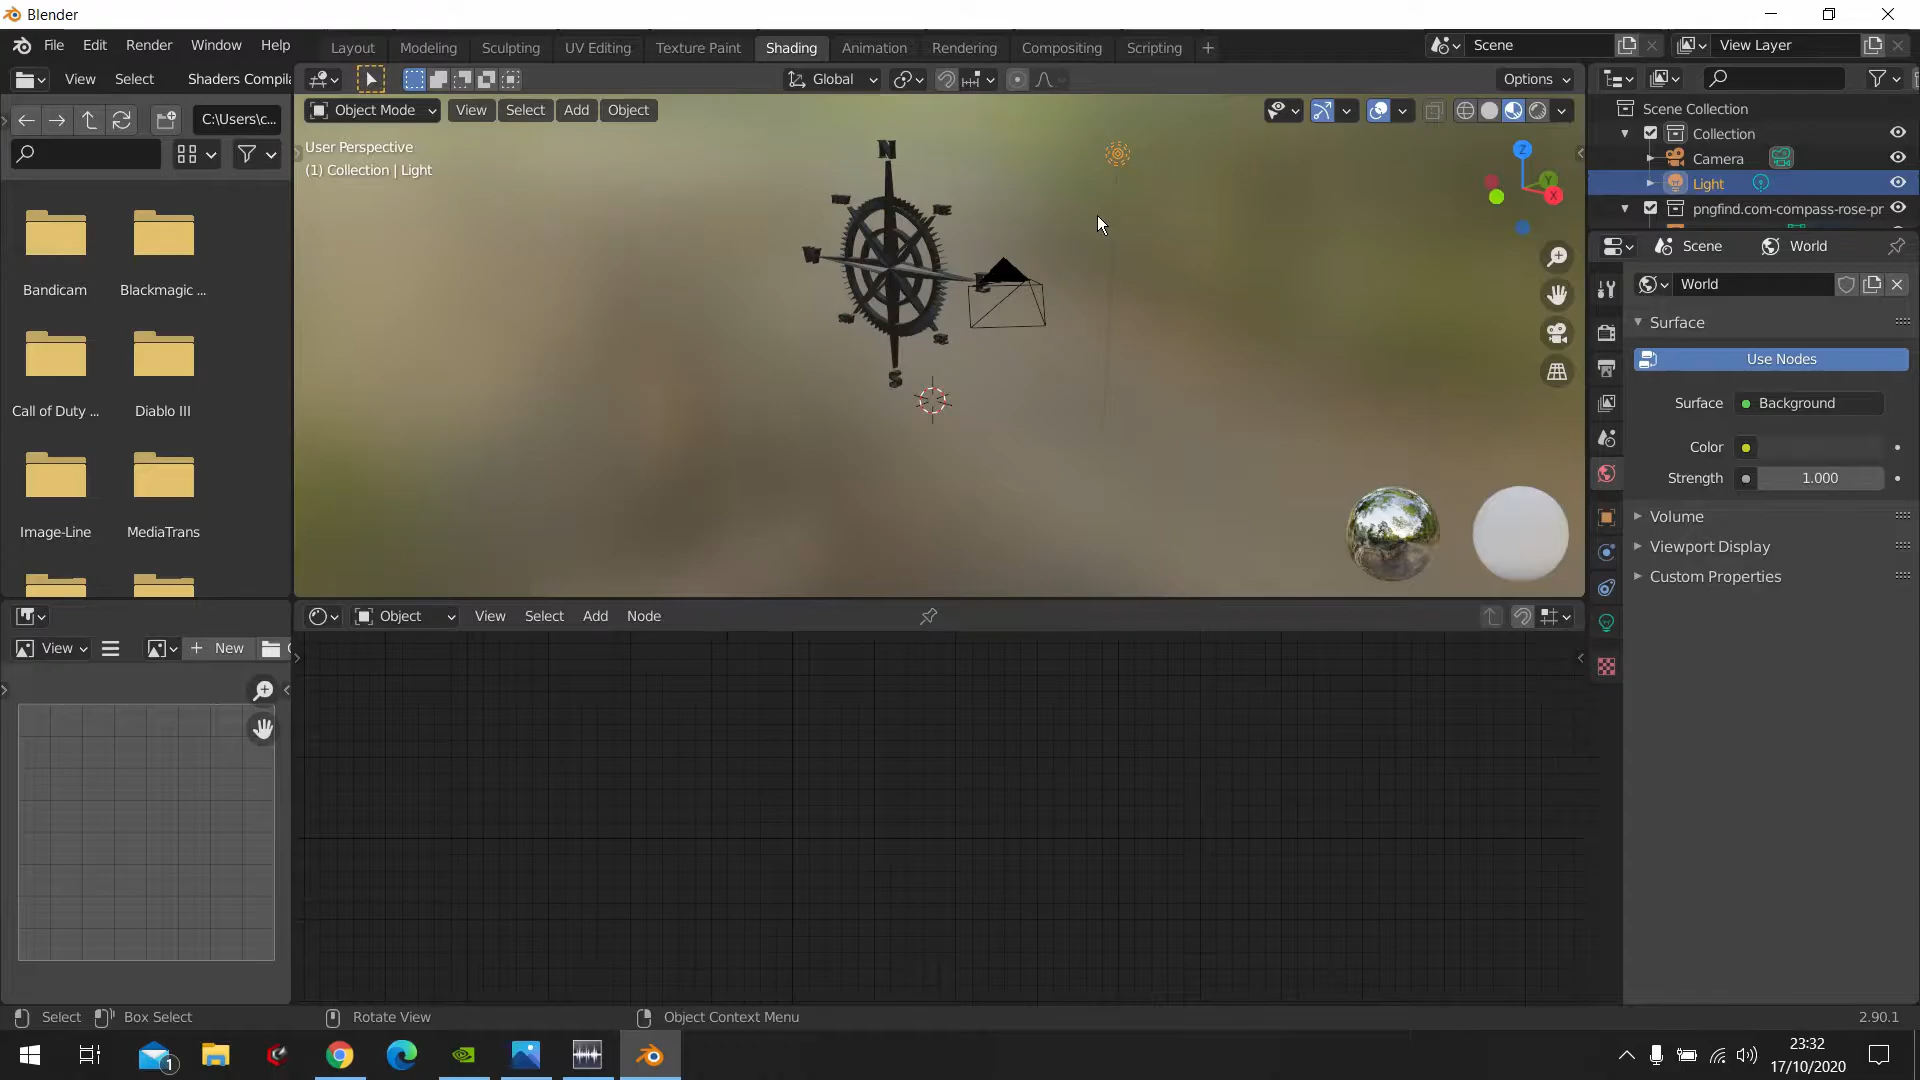 Blender
File Edit Render Window Help
Layout Modeling Sculpting UV Editing Texture Paint Shading Animation Rendering Compositing Scripting +
Scene
View Layer
View Select Shaders Compila
Global
Options
Object Mode View Select Add Object
C:\Users\c...
User Perspective
(1) Collection | Light
N
S
Z
Y
X
Scene Collection
Collection
Camera
Light
pngfind.com-compass-rose-pr
Scene World
World
Surface
Use Nodes
Surface Background
Color
Strength 1.000
Volume
Viewport Display
Custom Properties
Bandicam Blackmagic ...
Call of Duty ... Diablo III
Image-Line MediaTrans
Object View Select Add Node
View + New
Select Box Select Rotate View Object Context Menu 2.90.1
1
23:32
17/10/2020